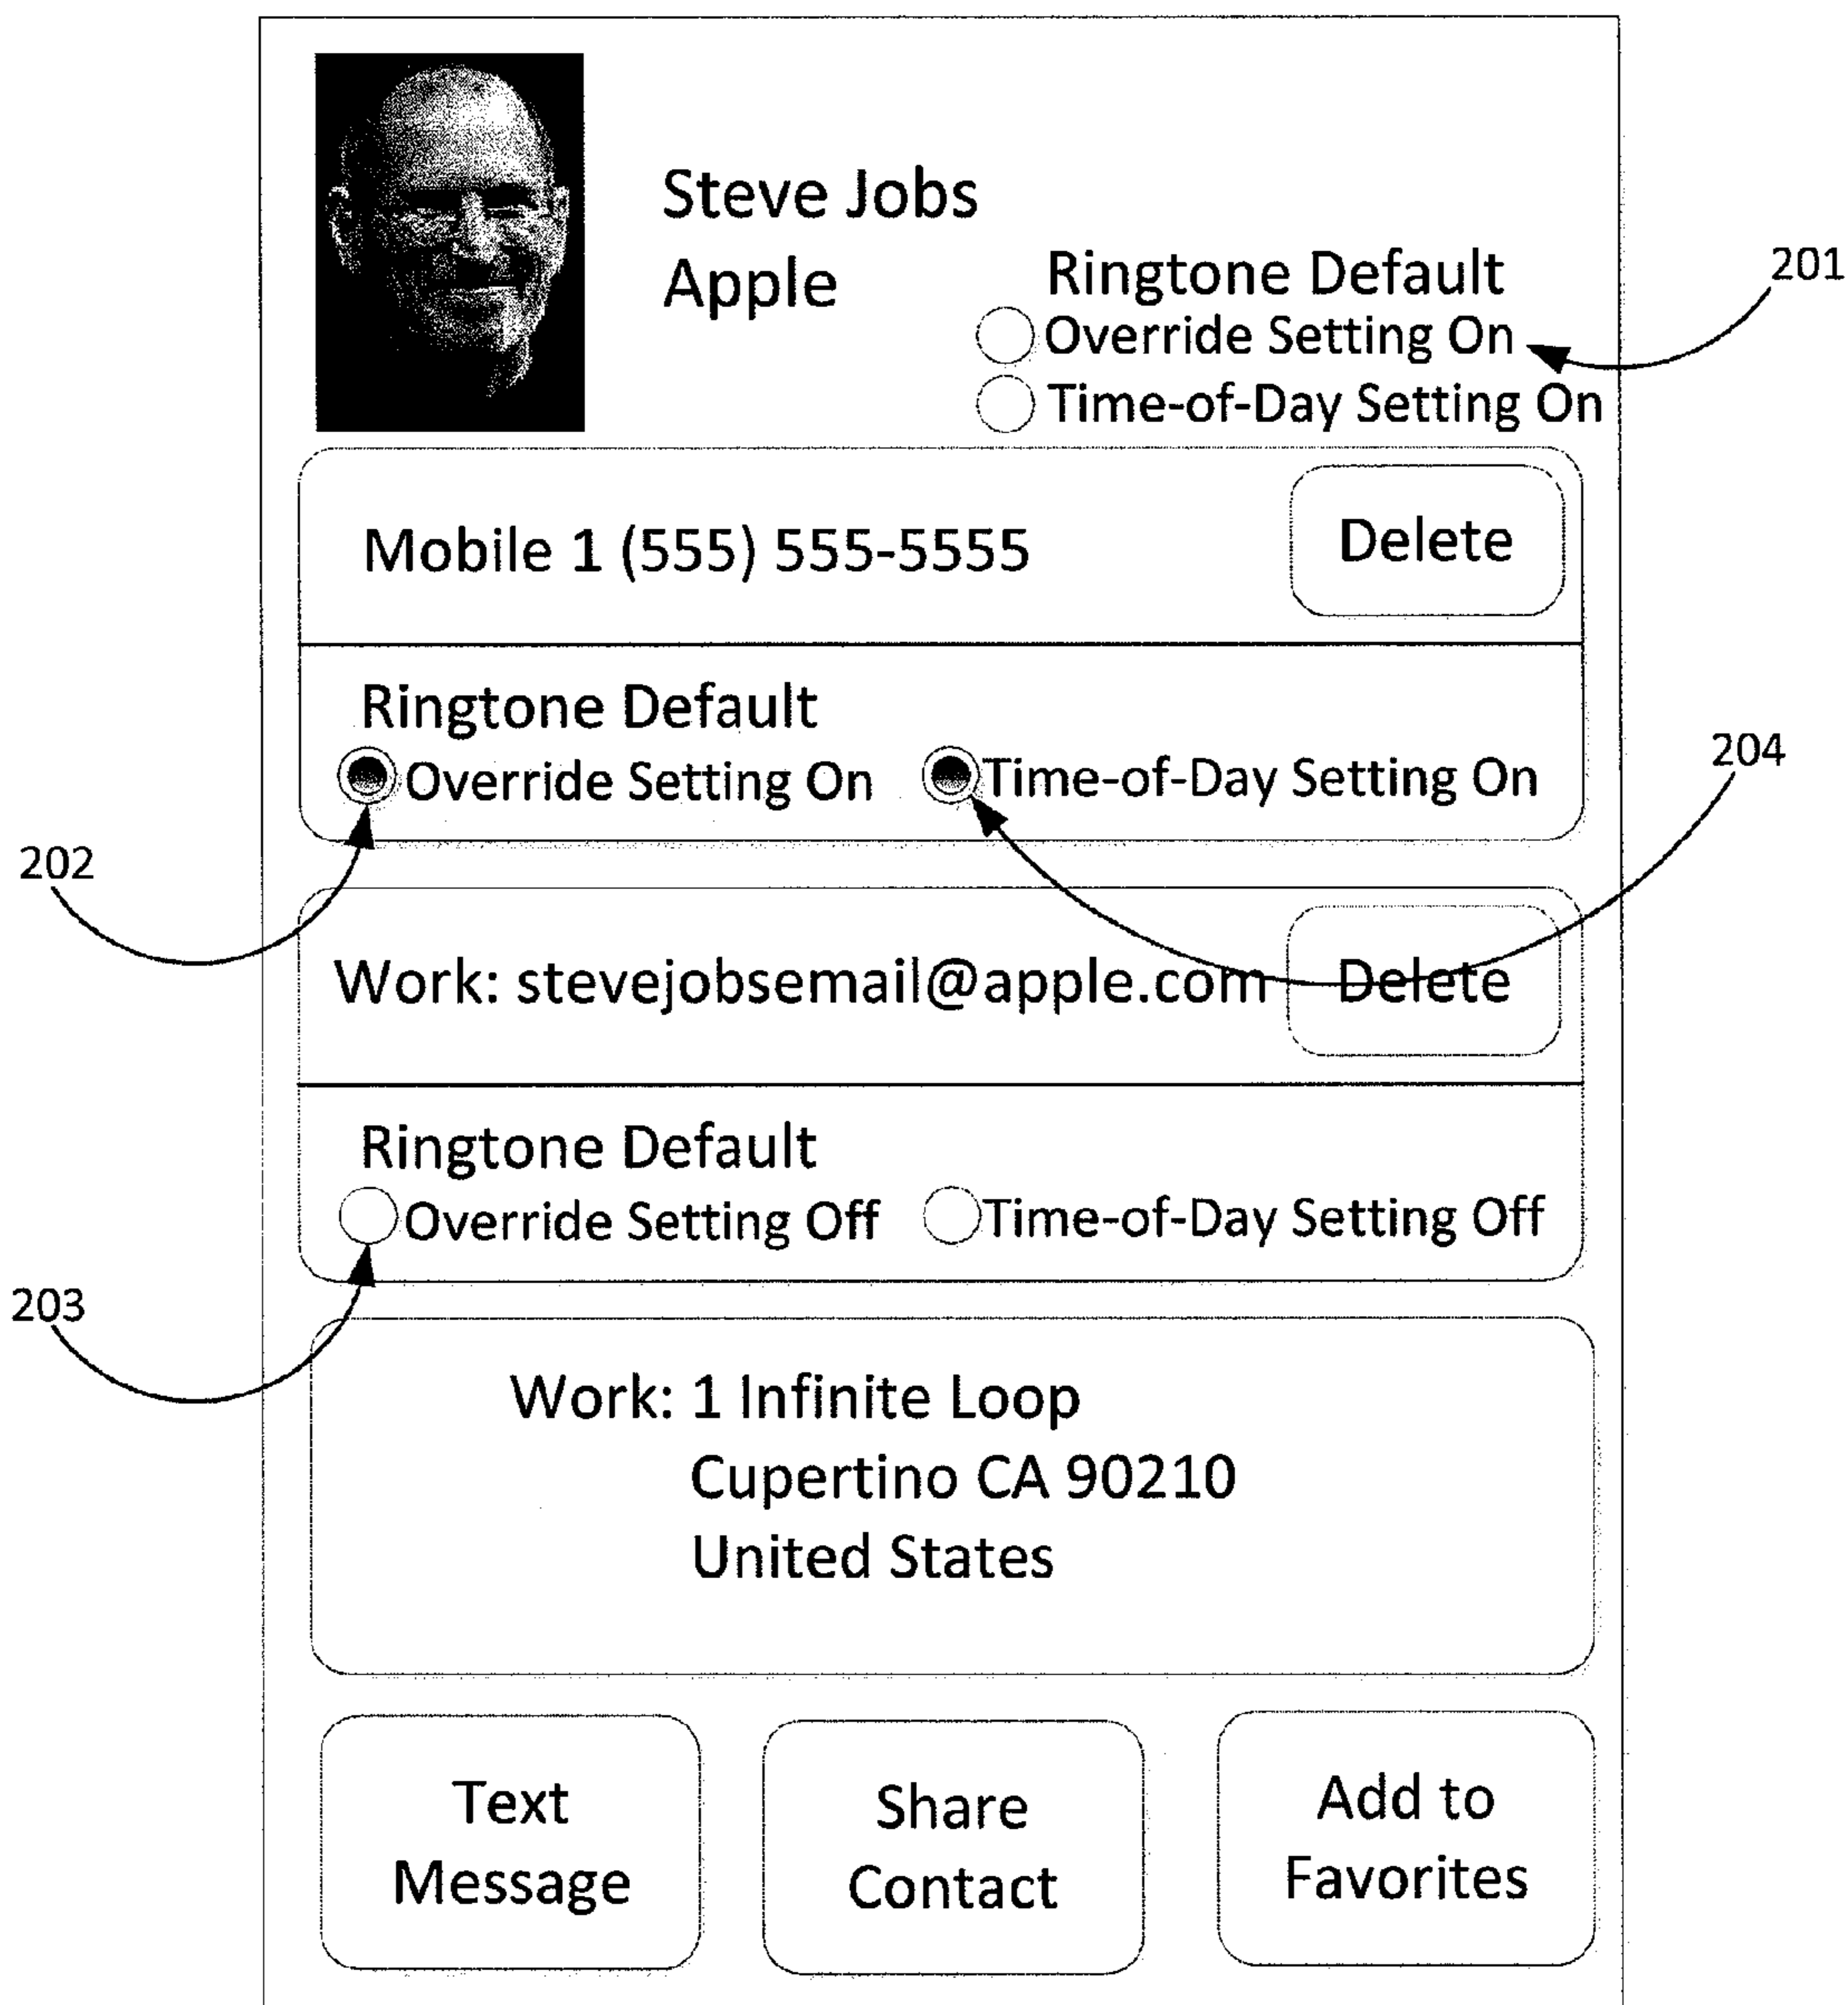 Steve Jobs
Apple
Ringtone Default
201
Override Setting On
Time-of-Day Setting On
Mobile 1 (555) 555-5555
Delete
Ringtone Default
204
Override Setting On
Time-of-Day Setting On
202
Work: stevejobsemail@apple.com
Delete
Ringtone Default
Override Setting Off
Time-of-Day Setting Off
203
Work: 1 Infinite Loop
Cupertino CA 90210
United States
Text
Message
Share
Contact
Add to
Favorites